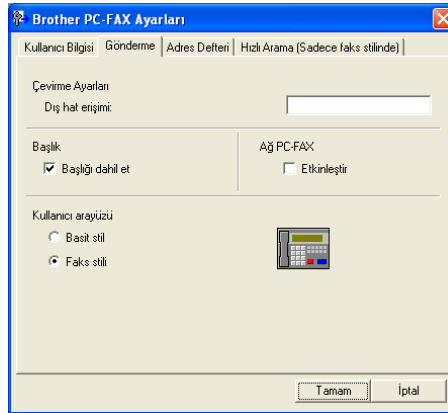 Brother PC-FAX Ayarları
Kullanıcı Bilgisi Gönderme Adres Defteri Hızlı Arama (Sadece faks stilinde)
Çevirme Ayarları
Dış hat erişimi:
Başlık Ağ PC-FAX
Başlığı dahil et Etkinleştir
Kullanıcı arayüzü
Basit stil
Faks stili
Tamam İptal